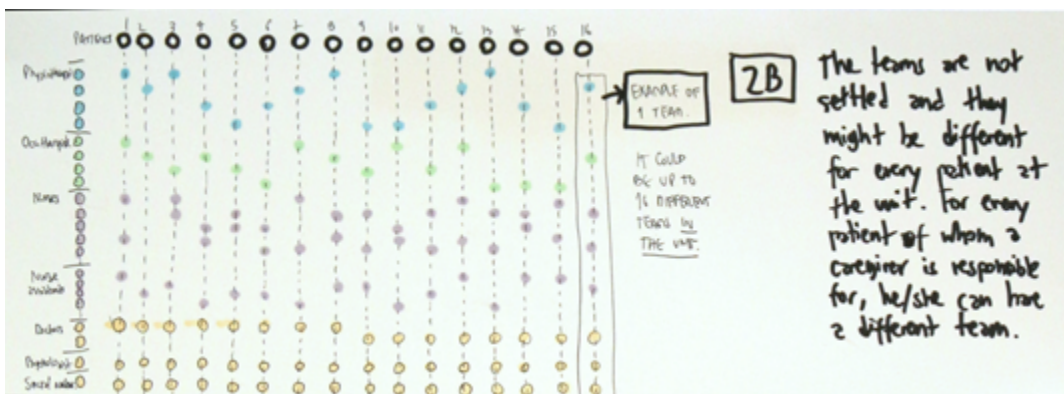 1 2 3 4 5 6 7 8 9 10 11 12 13 14 15 16
Patient
Physiotherapist
Nurses
Nurse
assistants
Doctors
Psychologist
Social worker
EXAMPLE OF
1 TEAM.
IT COULD
BE UP TO
16 DIFFERENT
TEAMS IN
THE UNIT.
2B
The teams are not
settled and they
might be different
for every patient at
the unit. For every
patient of whom a
caregiver is responsible
for, he/she can have
a different team.